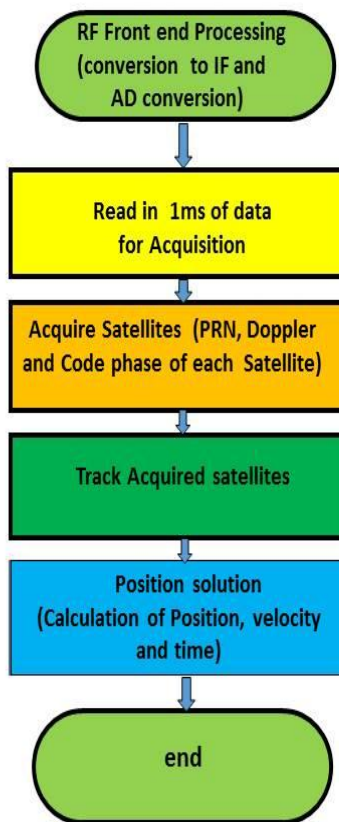 RF Front end Processing
(conversion to IF and
AD conversion)
Read in 1ms of data
for Acquisition
Acquire Satellites (PRN, Doppler
and Code phase of each Satellite)
Track Acquired satellites
Position solution
(Calculation of Position, velocity
and time)
end